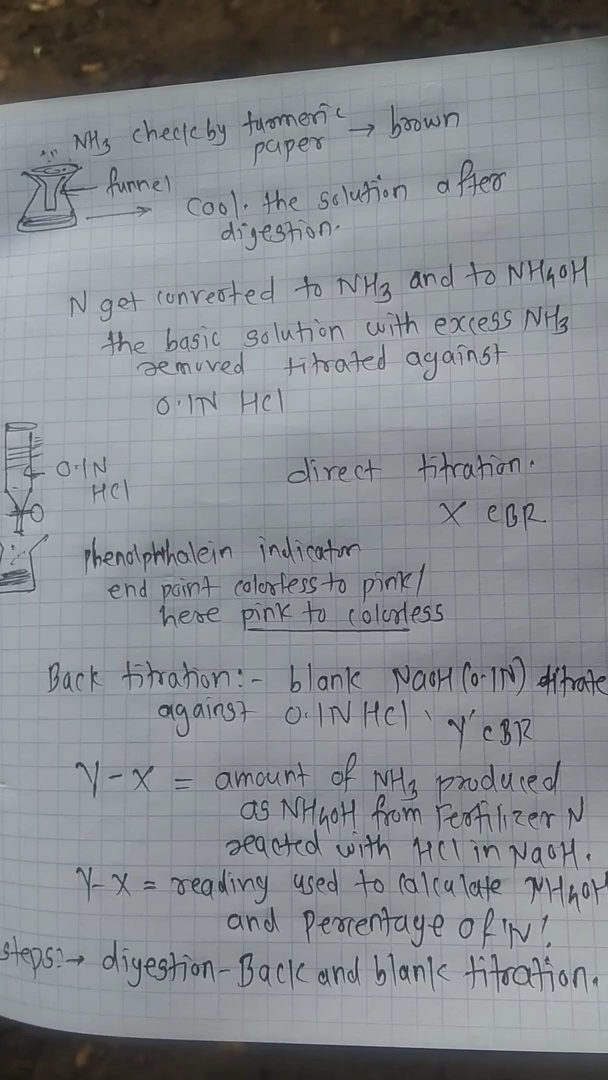 NH3 check by turmeric → brown
paper
funnel
cool. the solution after
digestion.
N get converted to NH3 and to NH4OH
the basic solution with excess NH3
removed titrated against
0.1N HCl
0.1N
HCl
direct titration.
X CBR
phenolphthalein indicator
end point colorless to pink/
here pink to colorless
Back titration:- blank NaOH (0.1N) titrate
against 0.1N HCl. Y' CBR
Y-X = amount of NH3 produced
as NH4OH from Fertilizer N
reacted with HCl in NaOH.
Y-X = reading used to calculate NH4OH
and percentage of 'N'.
steps:→ digestion-Back and blank titration.